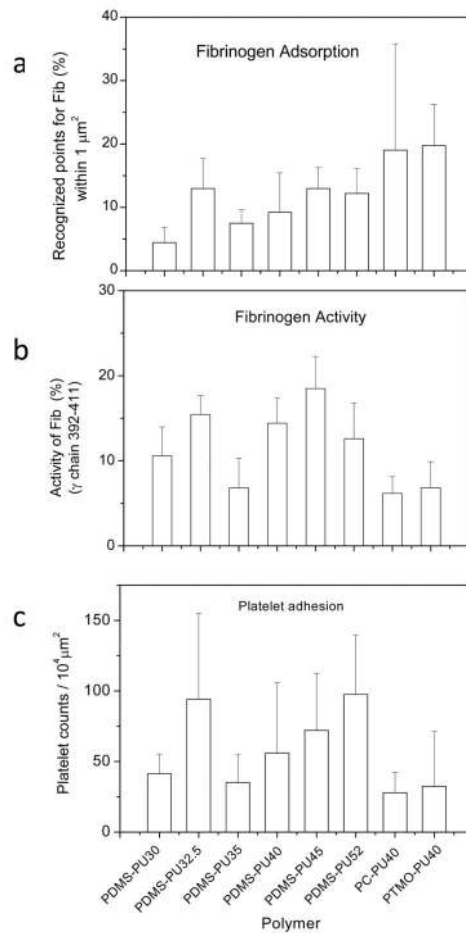 a
Fibrinogen Adsorption
Recognized points for Fib (%)
within 1 μm²
40
30
20
10
0
b
Fibrinogen Activity
Activity of Fib (%)
(γ chain 392-411)
30
20
10
0
c
Platelet adhesion
Platelet counts / 10⁴μm²
150
100
50
0
PDMS-PU30
PDMS-PU32.5
PDMS-PU35
PDMS-PU40
PDMS-PU45
PDMS-PU52
PC-PU40
PTMO-PU40
Polymer